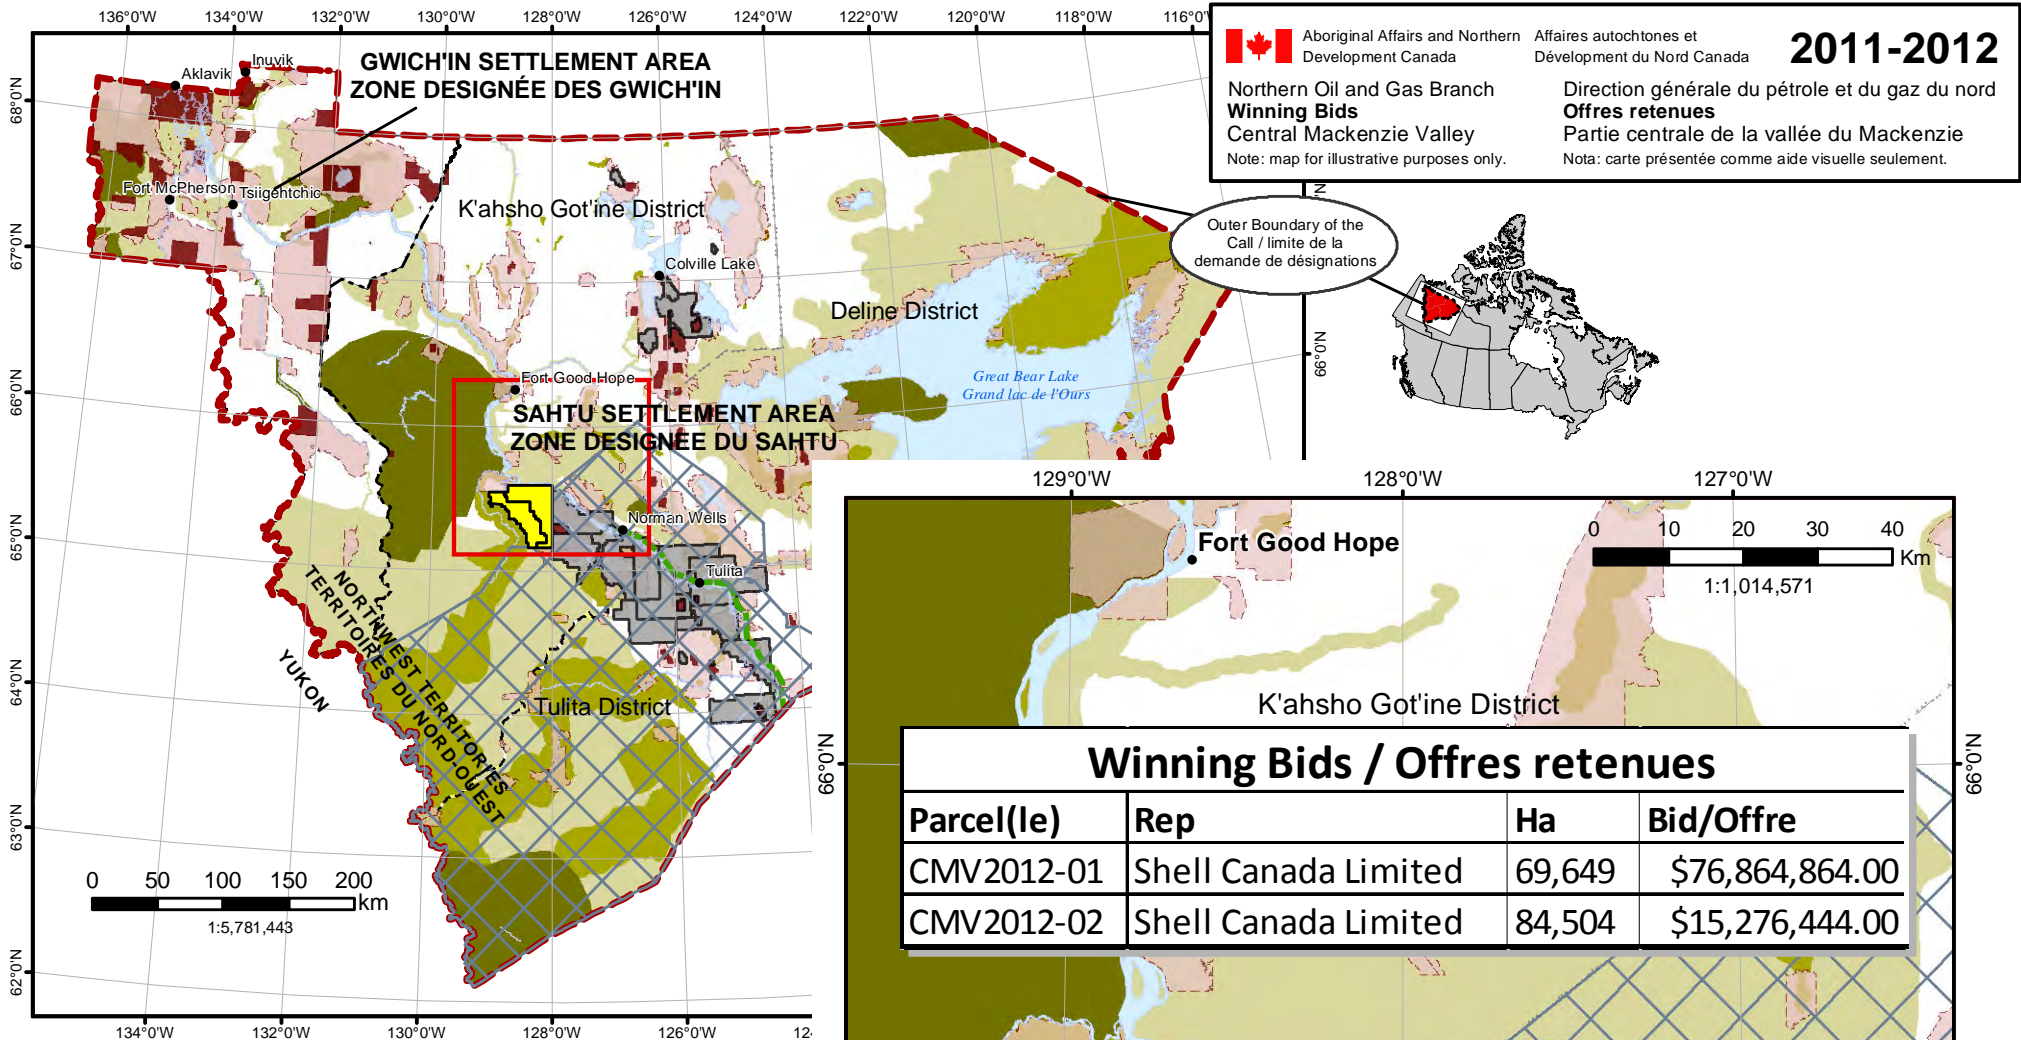 136°0'W 134°0'W 132°0'W 130°0'W 128°0'W 126°0'W 124°0'W 122°0'W 120°0'W 118°0'W 116°0'W
Aboriginal Affairs and Northern
Development Canada
Affaires autochtones et
Dévelopment du Nord Canada
2011-2012
Northern Oil and Gas Branch
Winning Bids
Central Mackenzie Valley
Note: map for illustrative purposes only.
Direction générale du pétrole et du gaz du nord
Offres retenues
Partie centrale de la vallée du Mackenzie
Nota: carte présentée comme aide visuelle seulement.
Inuvik
Aklavik
GWICH'IN SETTLEMENT AREA
ZONE DESIGNÉE DES GWICH'IN
68°0'N
Fort McPherson
Tsiigehtchic
K'ahsho Got'ine District
Outer Boundary of the
Call / limite de la
demande de désignations
67°0'N
Colville Lake
Deline District
66°0'N
66°0'N
Great Bear Lake
Grand lac de l'Ours
Fort Good Hope
SAHTU SETTLEMENT AREA
ZONE DESIGNÉE DU SAHTU
Norman Wells
65°0'N
Tulita
NORTHWEST TERRITORIES
TERRITOIRES DU NORD-OUEST
YUKON
64°0'N
Tulita District
63°0'N
0 50 100 150 200
km
1:5,781,443
62°0'N
134°0'W 132°0'W 130°0'W 128°0'W 126°0'W 124
129°0'W 128°0'W 127°0'W
0 10 20 30 40
Km
1:1,014,571
Fort Good Hope
K'ahsho Got'ine District
66°0'N
66°0'N
Winning Bids / Offres retenues
Parcel(le) Rep Ha Bid/Offre
CMV2012-01 Shell Canada Limited 69,649 $76,864,864.00
CMV2012-02 Shell Canada Limited 84,504 $15,276,444.00